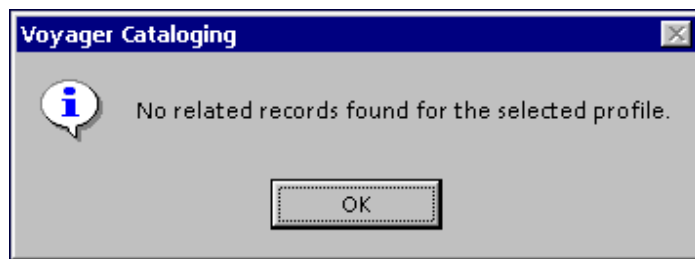 Voyager Cataloging
No related records found for the selected profile.
OK